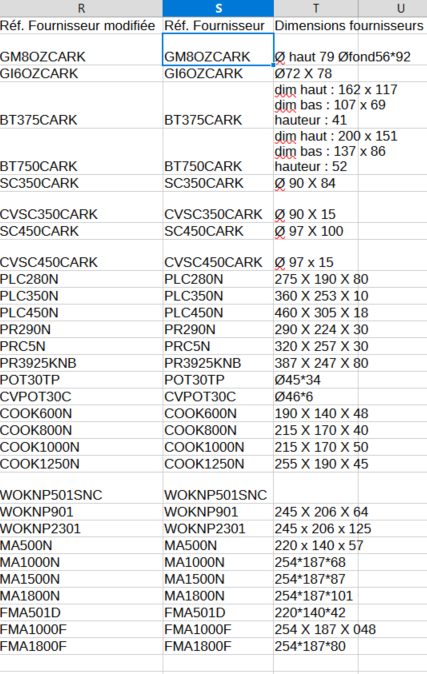 R S T U
Réf. Fournisseur modifiée Réf. Fournisseur Dimensions fournisseurs
GM8OZCARK GM8OZCARK Ø haut 79 Øfond56*92
GI6OZCARK GI6OZCARK Ø72 X 78
dim haut : 162 x 117
dim bas : 107 x 69
BT375CARK BT375CARK hauteur : 41
dim haut : 200 x 151
dim bas : 137 x 86
BT750CARK BT750CARK hauteur : 52
SC350CARK SC350CARK Ø 90 X 84
CVSC350CARK CVSC350CARK Ø 90 X 15
SC450CARK SC450CARK Ø 97 X 100
CVSC450CARK CVSC450CARK Ø 97 x 15
PLC280N PLC280N 275 X 190 X 80
PLC350N PLC350N 360 X 253 X 10
PLC450N PLC450N 460 X 305 X 18
PR290N PR290N 290 X 224 X 30
PRC5N PRC5N 320 X 257 X 30
PR3925KNB PR3925KNB 387 X 247 X 80
POT30TP POT30TP Ø45*34
CVPOT30C CVPOT30C Ø46*6
COOK600N COOK600N 190 X 140 X 48
COOK800N COOK800N 215 X 170 X 40
COOK1000N COOK1000N 215 X 170 X 50
COOK1250N COOK1250N 255 X 190 X 45
WOKNP501SNC WOKNP501SNC
WOKNP901 WOKNP901 245 X 206 X 64
WOKNP2301 WOKNP2301 245 x 206 x 125
MA500N MA500N 220 x 140 x 57
MA1000N MA1000N 254*187*68
MA1500N MA1500N 254*187*87
MA1800N MA1800N 254*187*101
FMA501D FMA501D 220*140*42
FMA1000F FMA1000F 254 X 187 X 048
FMA1800F FMA1800F 254*187*80